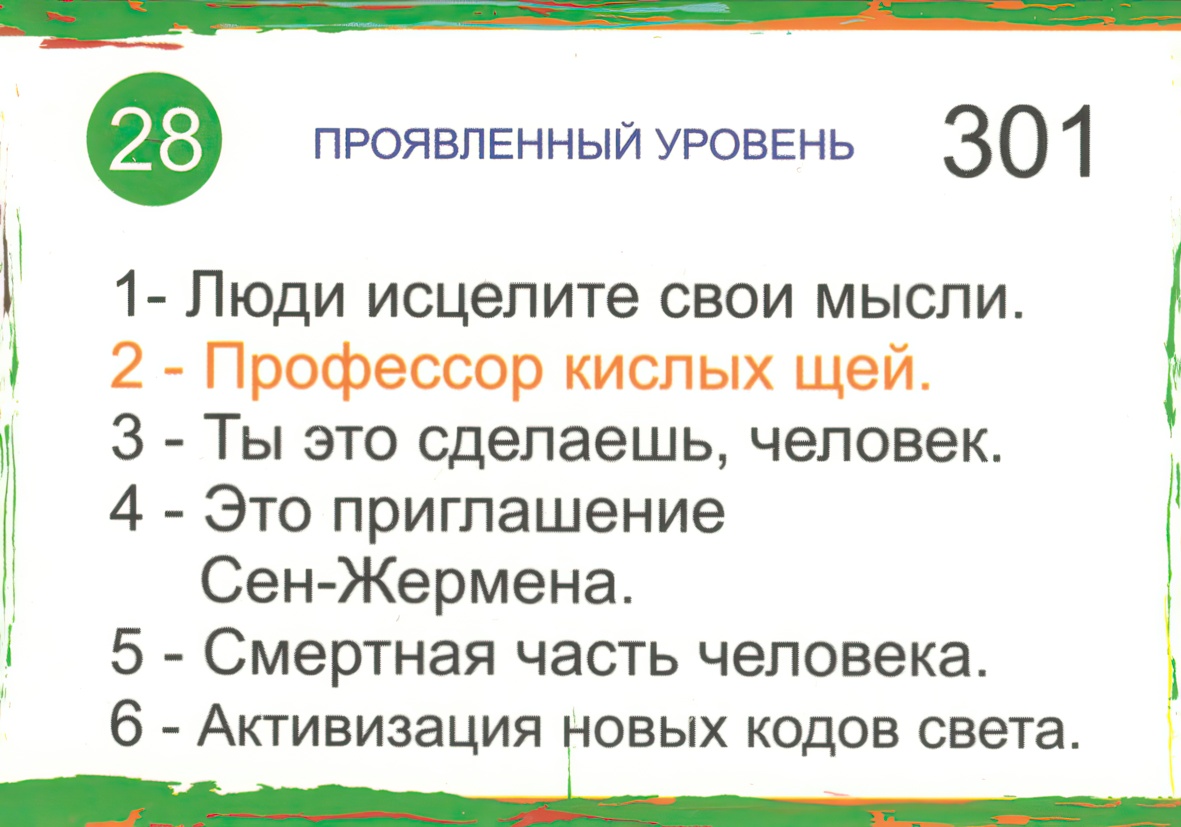 28 ПРОЯВЛЕННЫЙ УРОВЕНЬ 301
1- Люди исцелите свои мысли.
2 - Профессор кислых щей.
3 - Ты это сделаешь, человек.
4 - Это приглашение
Сен-Жермена.
5 - Смертная часть человека.
6 - Активизация новых кодов света.